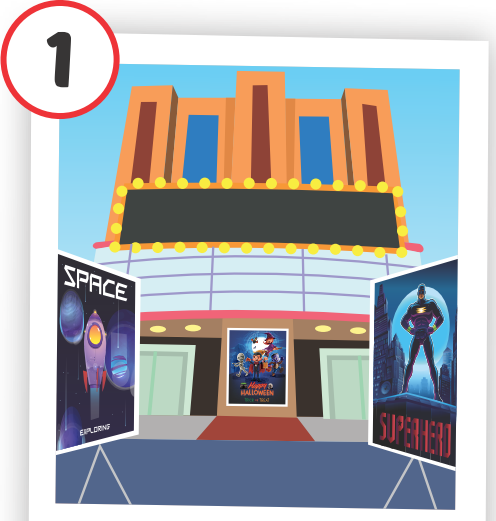 1
SPACE
EXPLORING
Happy
HALLOWEEN
SUPERHERO